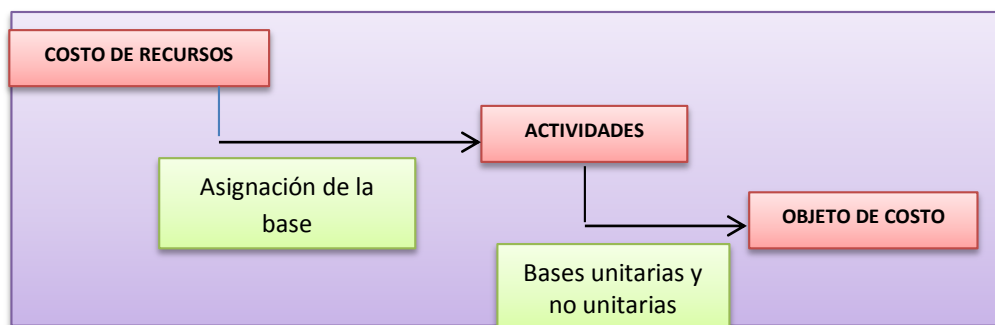 COSTO DE RECURSOS
ACTIVIDADES
Asignación de la
base
OBJETO DE COSTO
Bases unitarias y
no unitarias